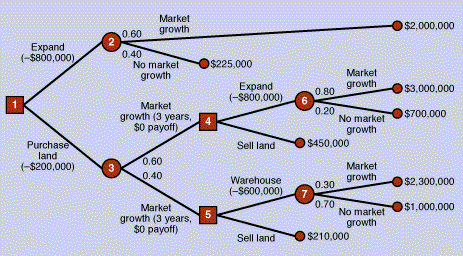 Market
growth
0.60
$2,000,000
2
Expand
(–$800,000)
0.40
No market
growth
$225,000
Expand
(–$800,000)
0.80
Market
growth
$3,000,000
6
1
Market
growth (3 years,
$0 payoff)
4
0.20
No market
growth
$700,000
Purchase
land
(–$200,000)
Sell land
$450,000
3
0.60
0.40
Warehouse
(–$600,000)
0.30
Market
growth
$2,300,000
7
Market
growth (3 years,
$0 payoff)
5
0.70
No market
growth
$1,000,000
Sell land
$210,000